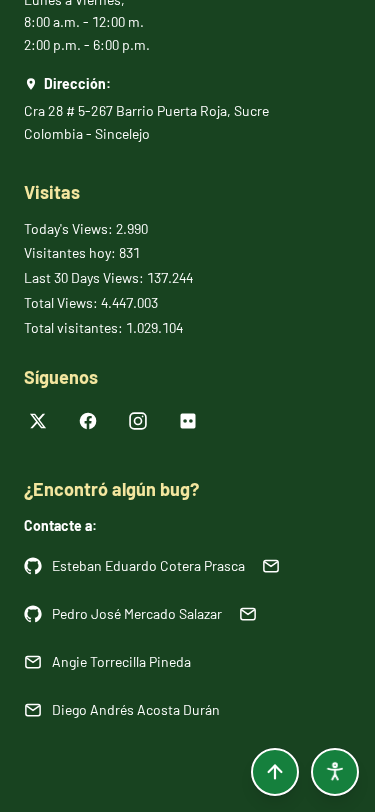 Lunes a viernes,
8:00 a.m. - 12:00 m.
2:00 p.m. - 6:00 p.m.
Dirección:
Cra 28 # 5-267 Barrio Puerta Roja, Sucre
Colombia - Sincelejo
Visitas
Today's Views: 2.990
Visitantes hoy: 831
Last 30 Days Views: 137.244
Total Views: 4.447.003
Total visitantes: 1.029.104
Síguenos
¿Encontró algún bug?
Contacte a:
Esteban Eduardo Cotera Prasca
Pedro José Mercado Salazar
Angie Torrecilla Pineda
Diego Andrés Acosta Durán